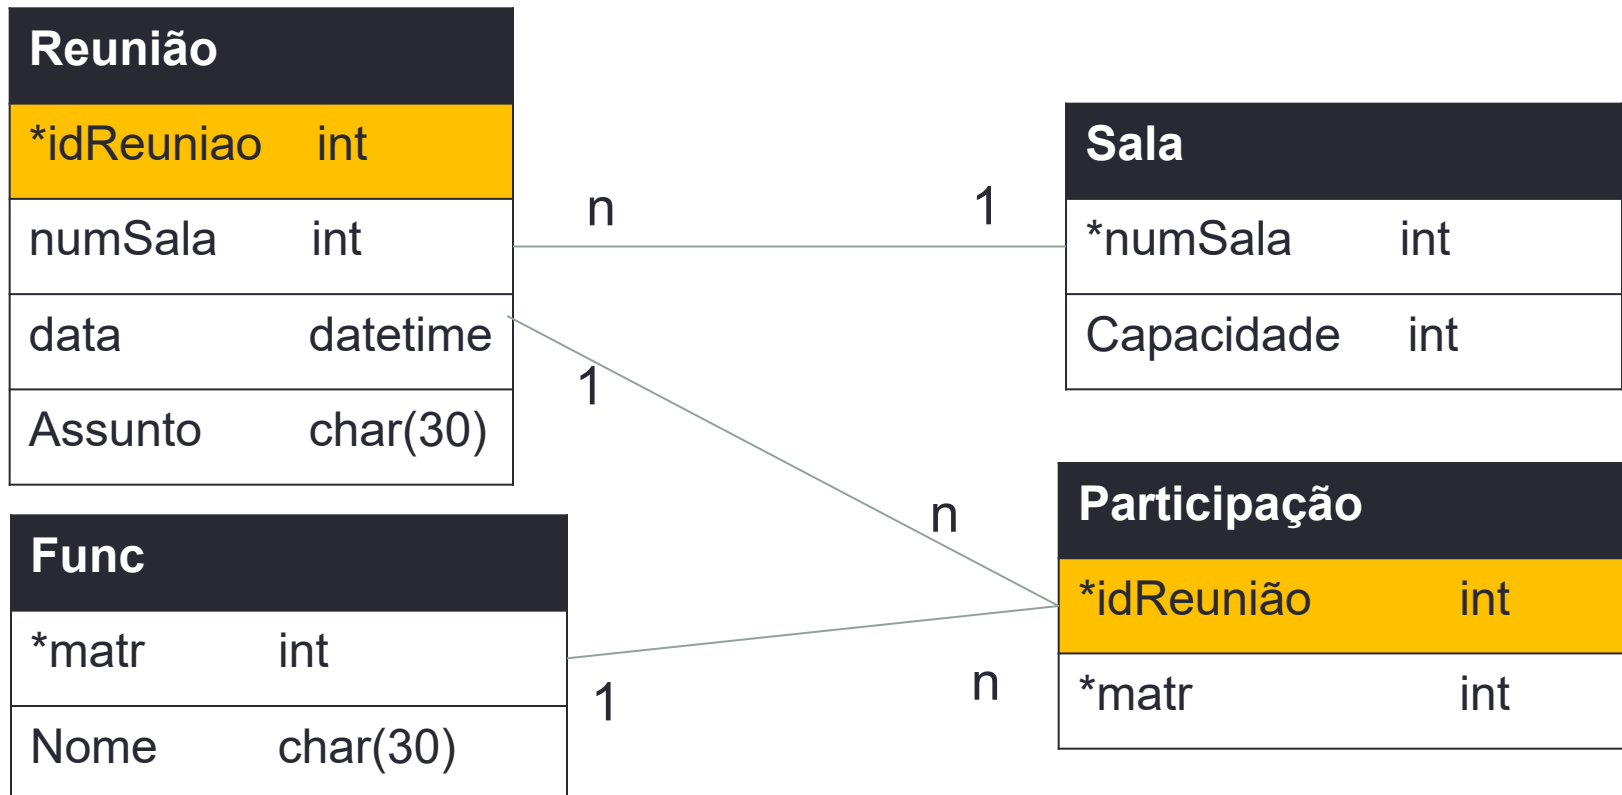 Reunião
*idReuniao int
numSala int
data datetime
Assunto char(30)
n 1
Sala
*numSala int
Capacidade int
1
n
Func
*matr int
Nome char(30)
1
n
Participação
*idReunião int
*matr int